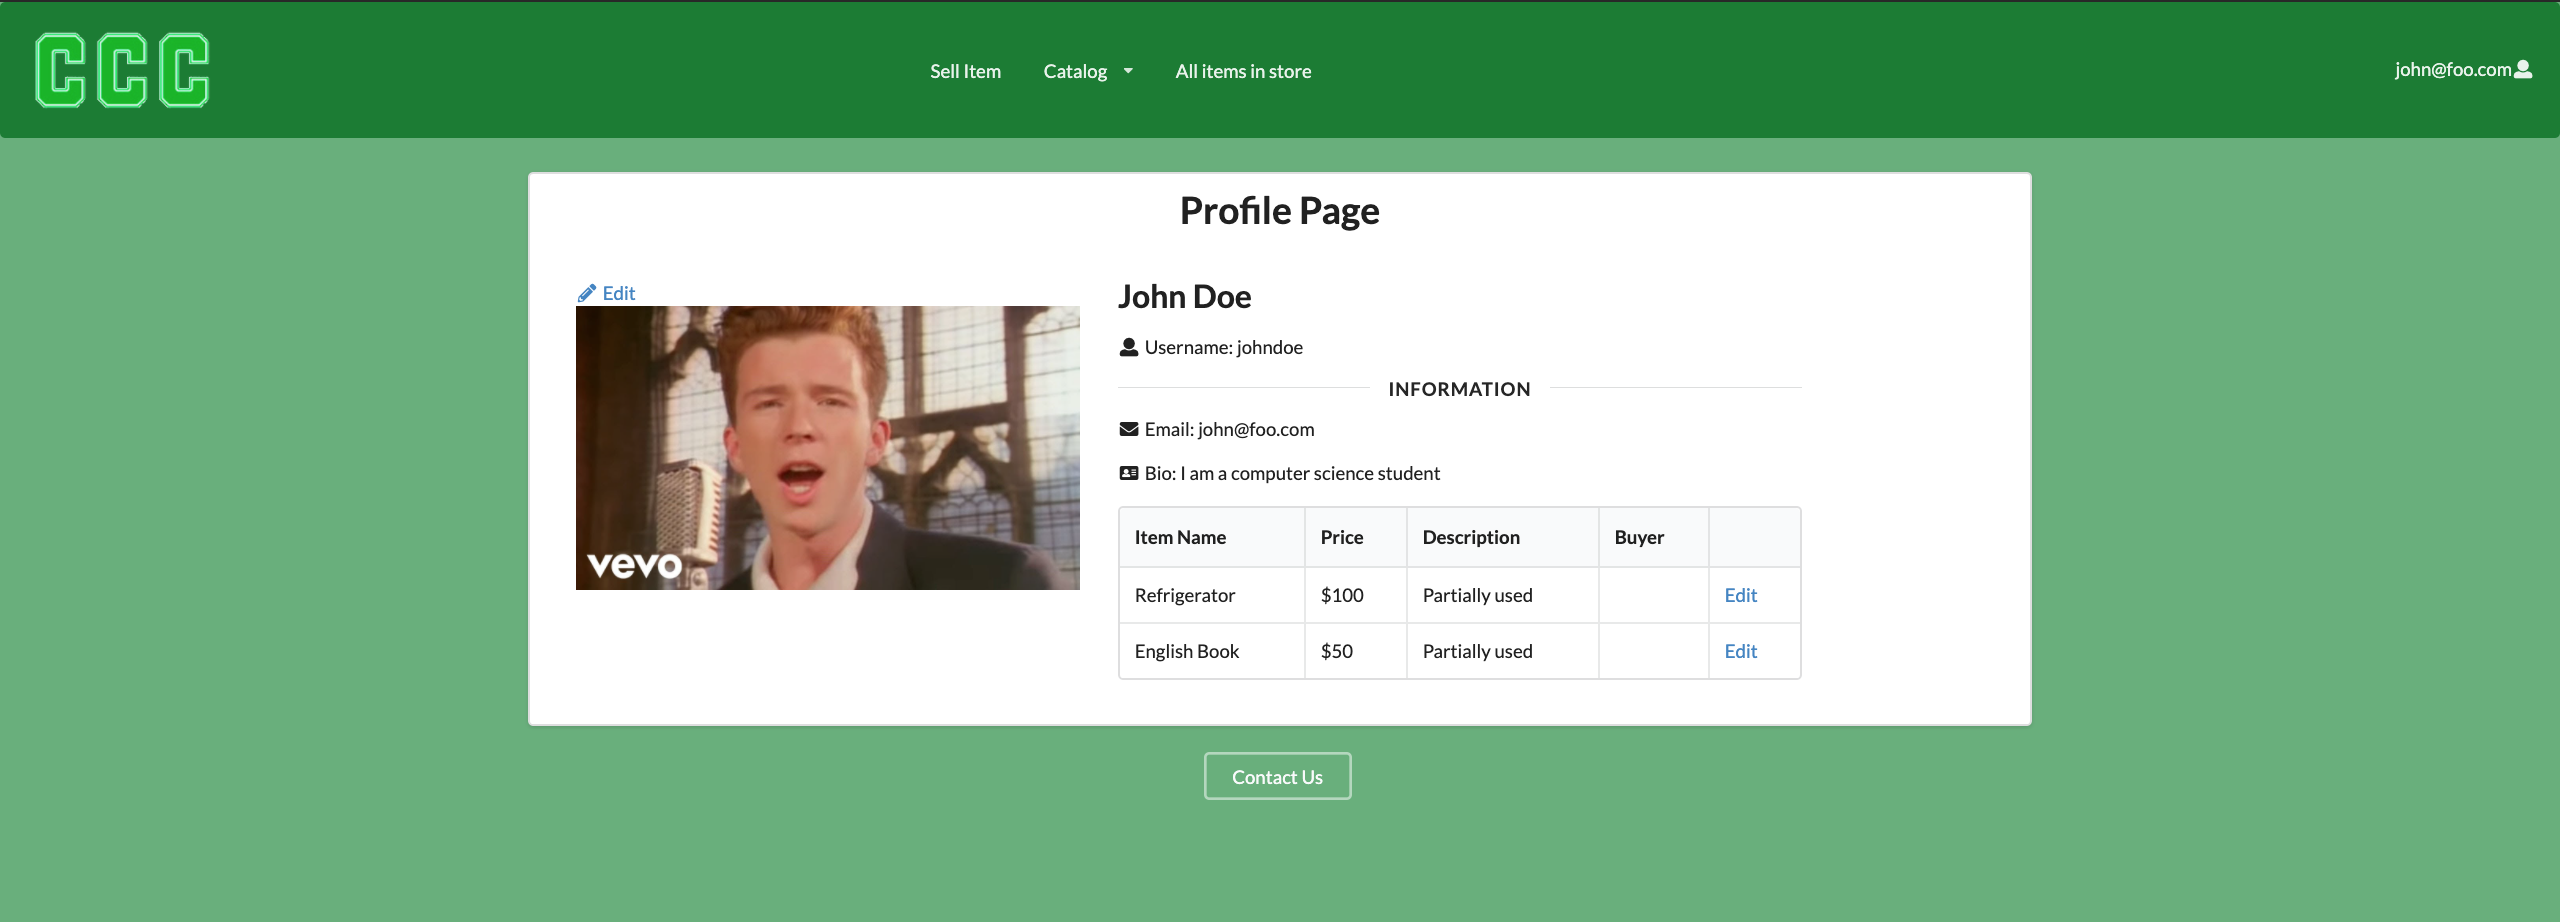 CCC
Sell Item
Catalog
All items in store
john@foo.com
Profile Page
Edit
vevo
John Doe
Username: johndoe
INFORMATION
Email: john@foo.com
Bio: I am a computer science student
Item Name Price Description Buyer
Refrigerator $100 Partially used Edit
English Book $50 Partially used Edit
Contact Us